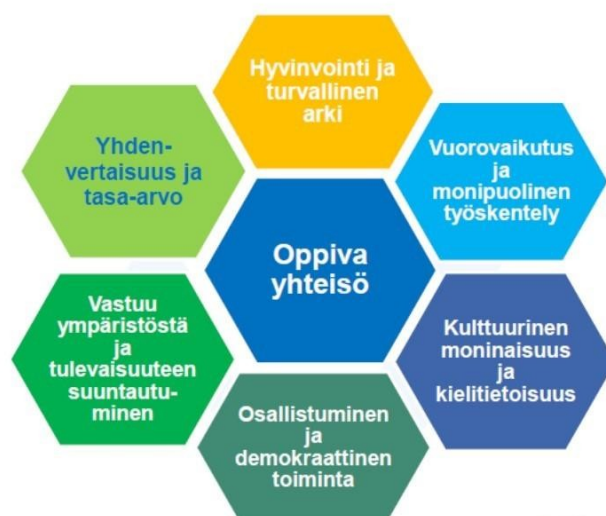 Hyvinvointi ja
turvallinen
arki
Yhden-
vertaisuus ja
tasa-arvo
Vuorovaikutus
ja
monipuolinen
työskentely
Oppiva
yhteisö
Vastuu
ympäristöstä
ja
tulevaisuuteen
suuntautu-
minen
Kulttuurinen
moninaisuus
ja
kielitietoisuus
Osallistuminen
ja
demokraattinen
toiminta